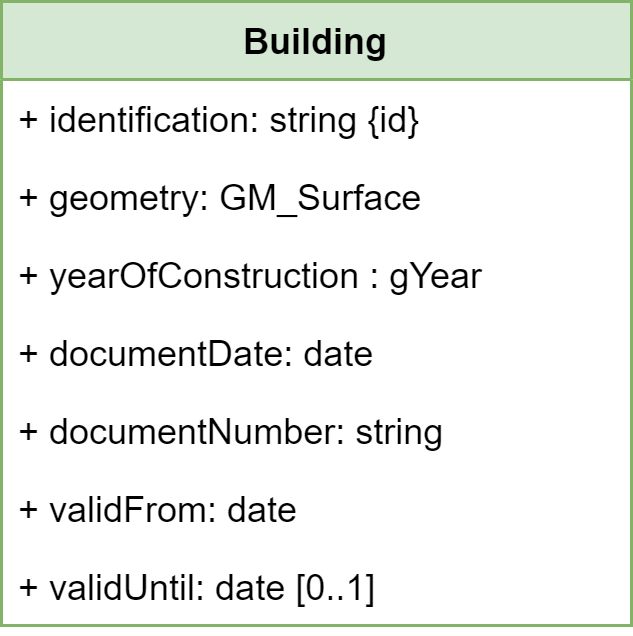 Building
+ identification: string {id}
+ geometry: GM_Surface
+ yearOfConstruction : gYear
+ documentDate: date
+ documentNumber: string
+ validFrom: date
+ validUntil: date [0..1]